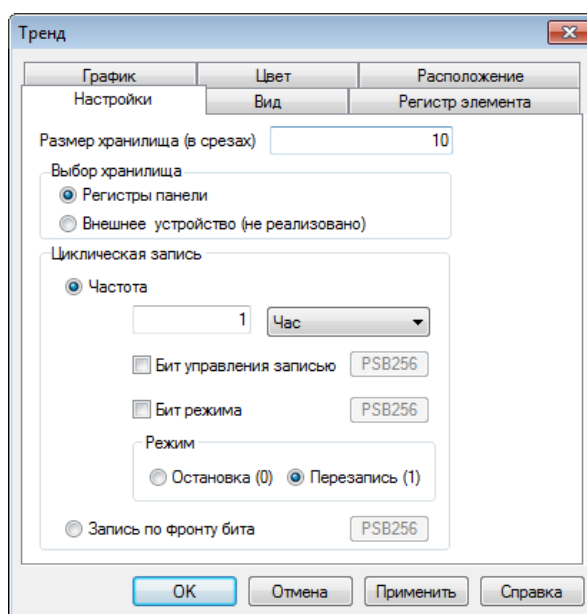 Тренд
График Цвет Расположение
Настройки Вид Регистр элемента
Размер хранилища (в срезах) 10
Выбор хранилища
Регистры панели
Внешнее устройство (не реализовано)
Циклическая запись
Частота
1 Час
Бит управления записью PSB256
Бит режима PSB256
Режим
Остановка (0) Перезапись (1)
Запись по фронту бита PSB256
OK Отмена Применить Справка